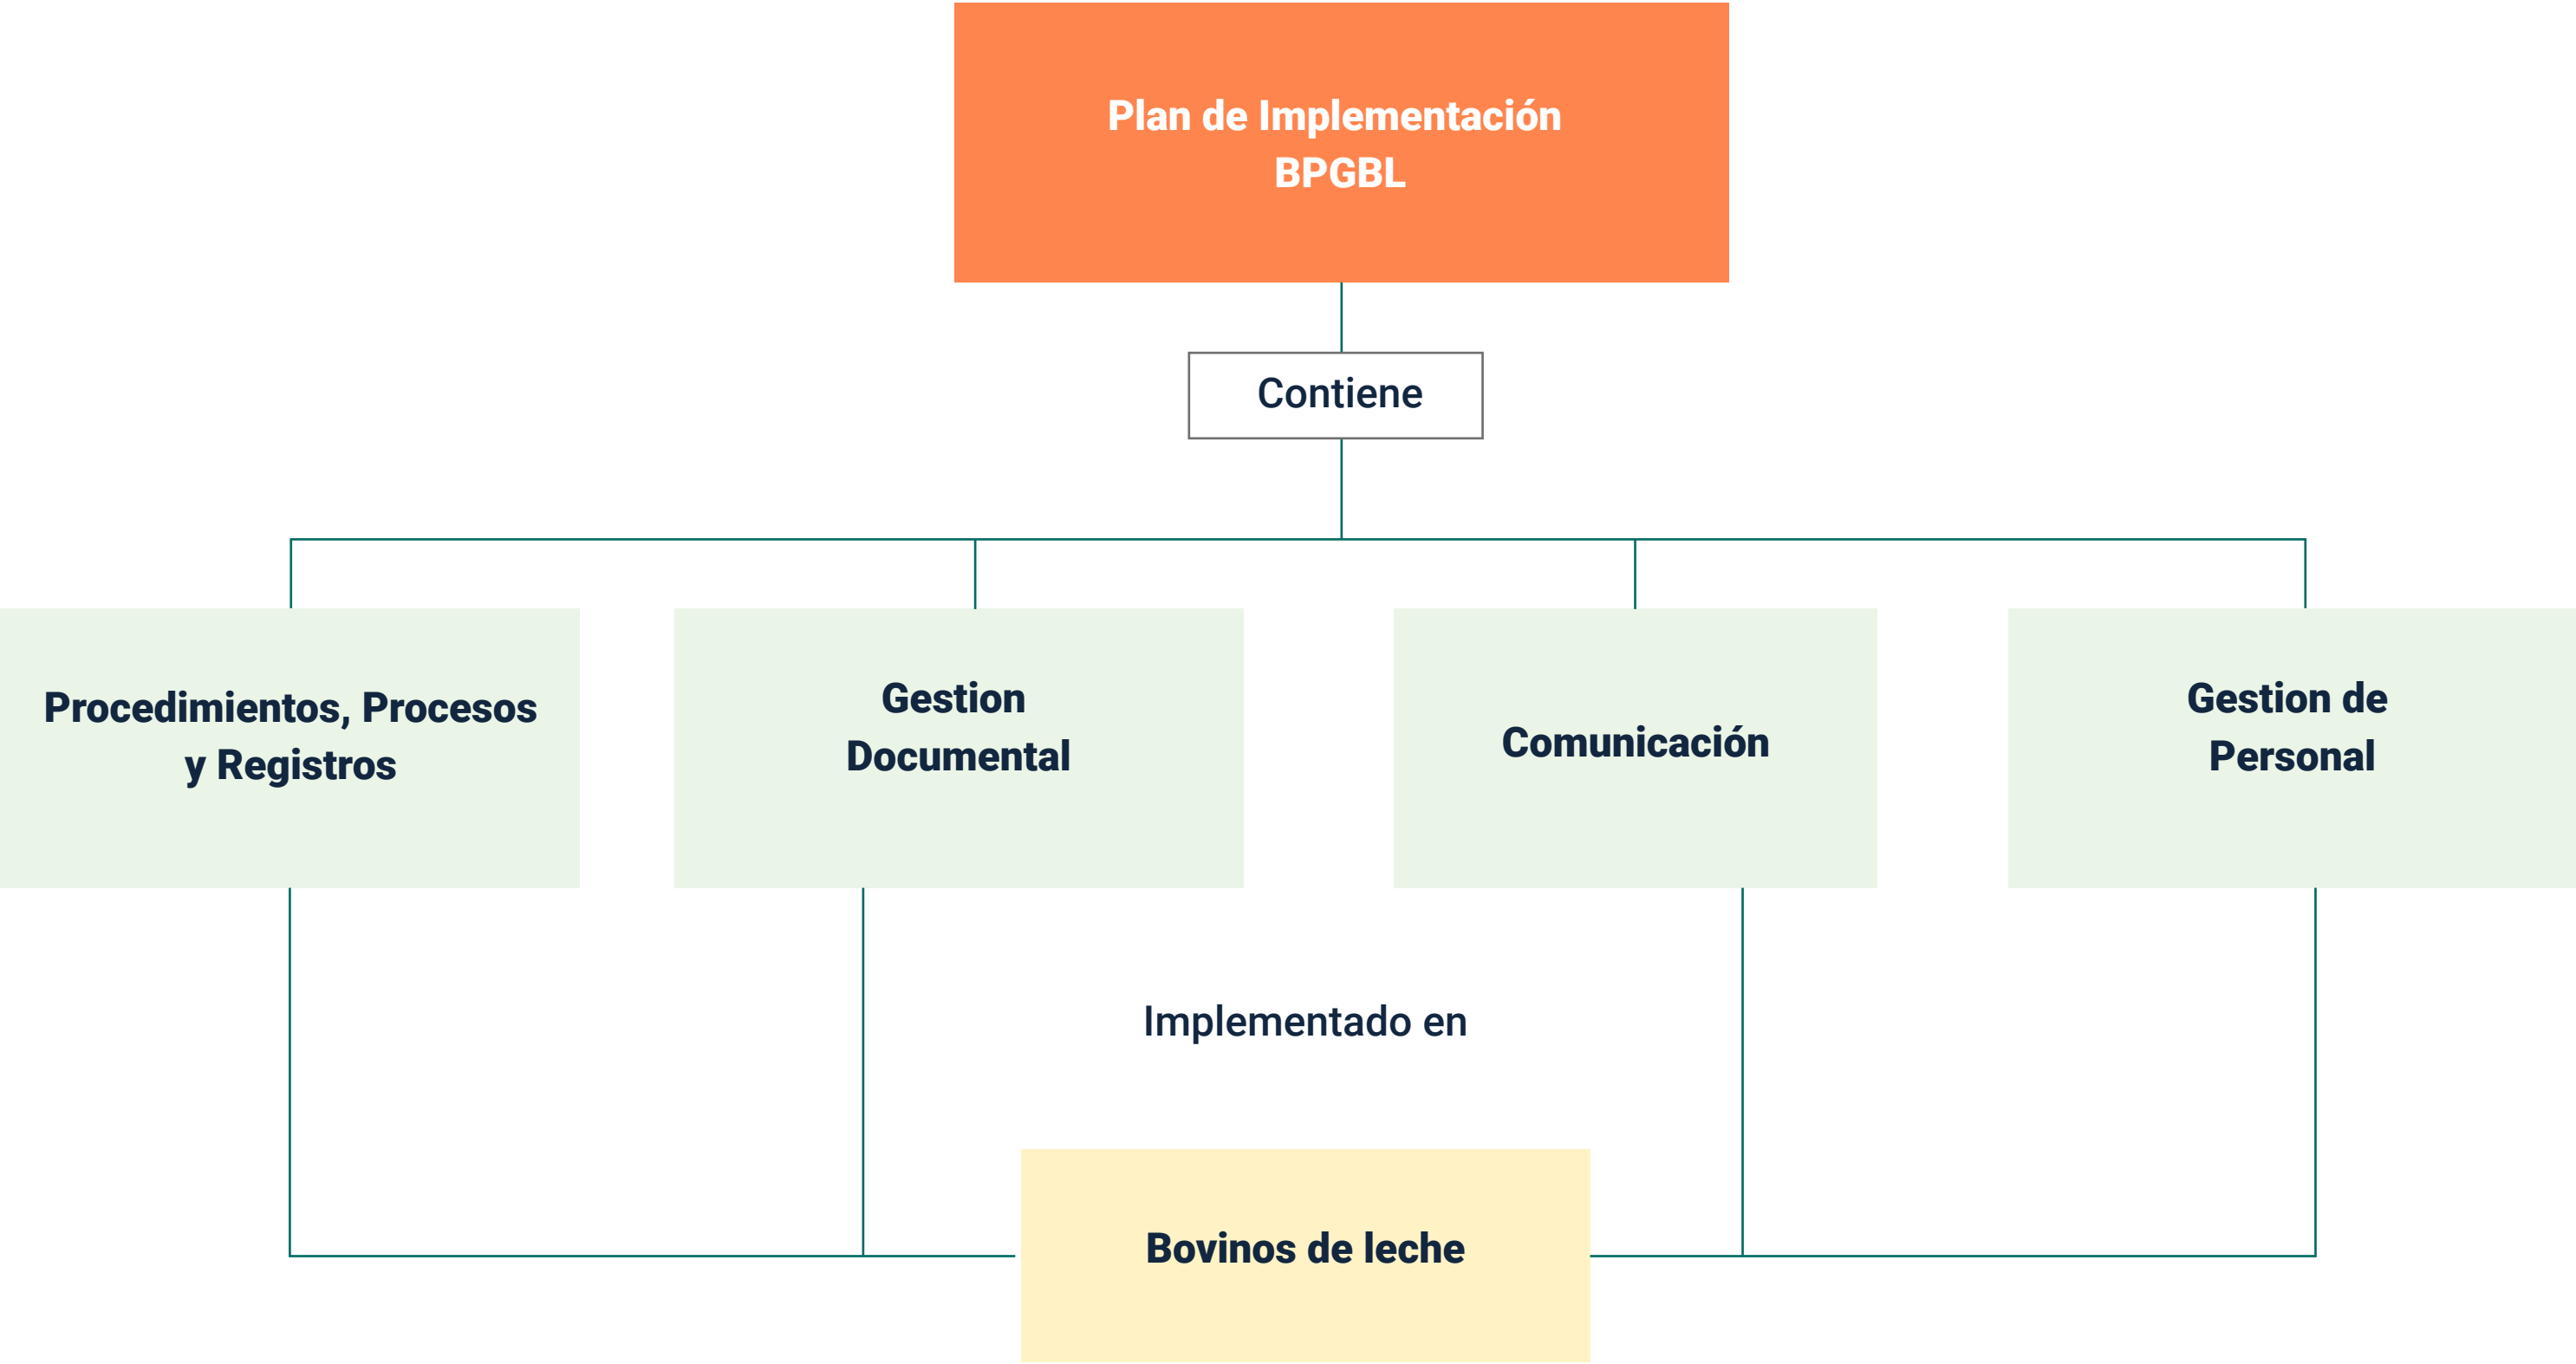 Plan de Implementación
BPGBL
Contiene
Procedimientos, Procesos
y Registros
Gestion
Documental
Comunicación
Gestion de
Personal
Implementado en
Bovinos de leche